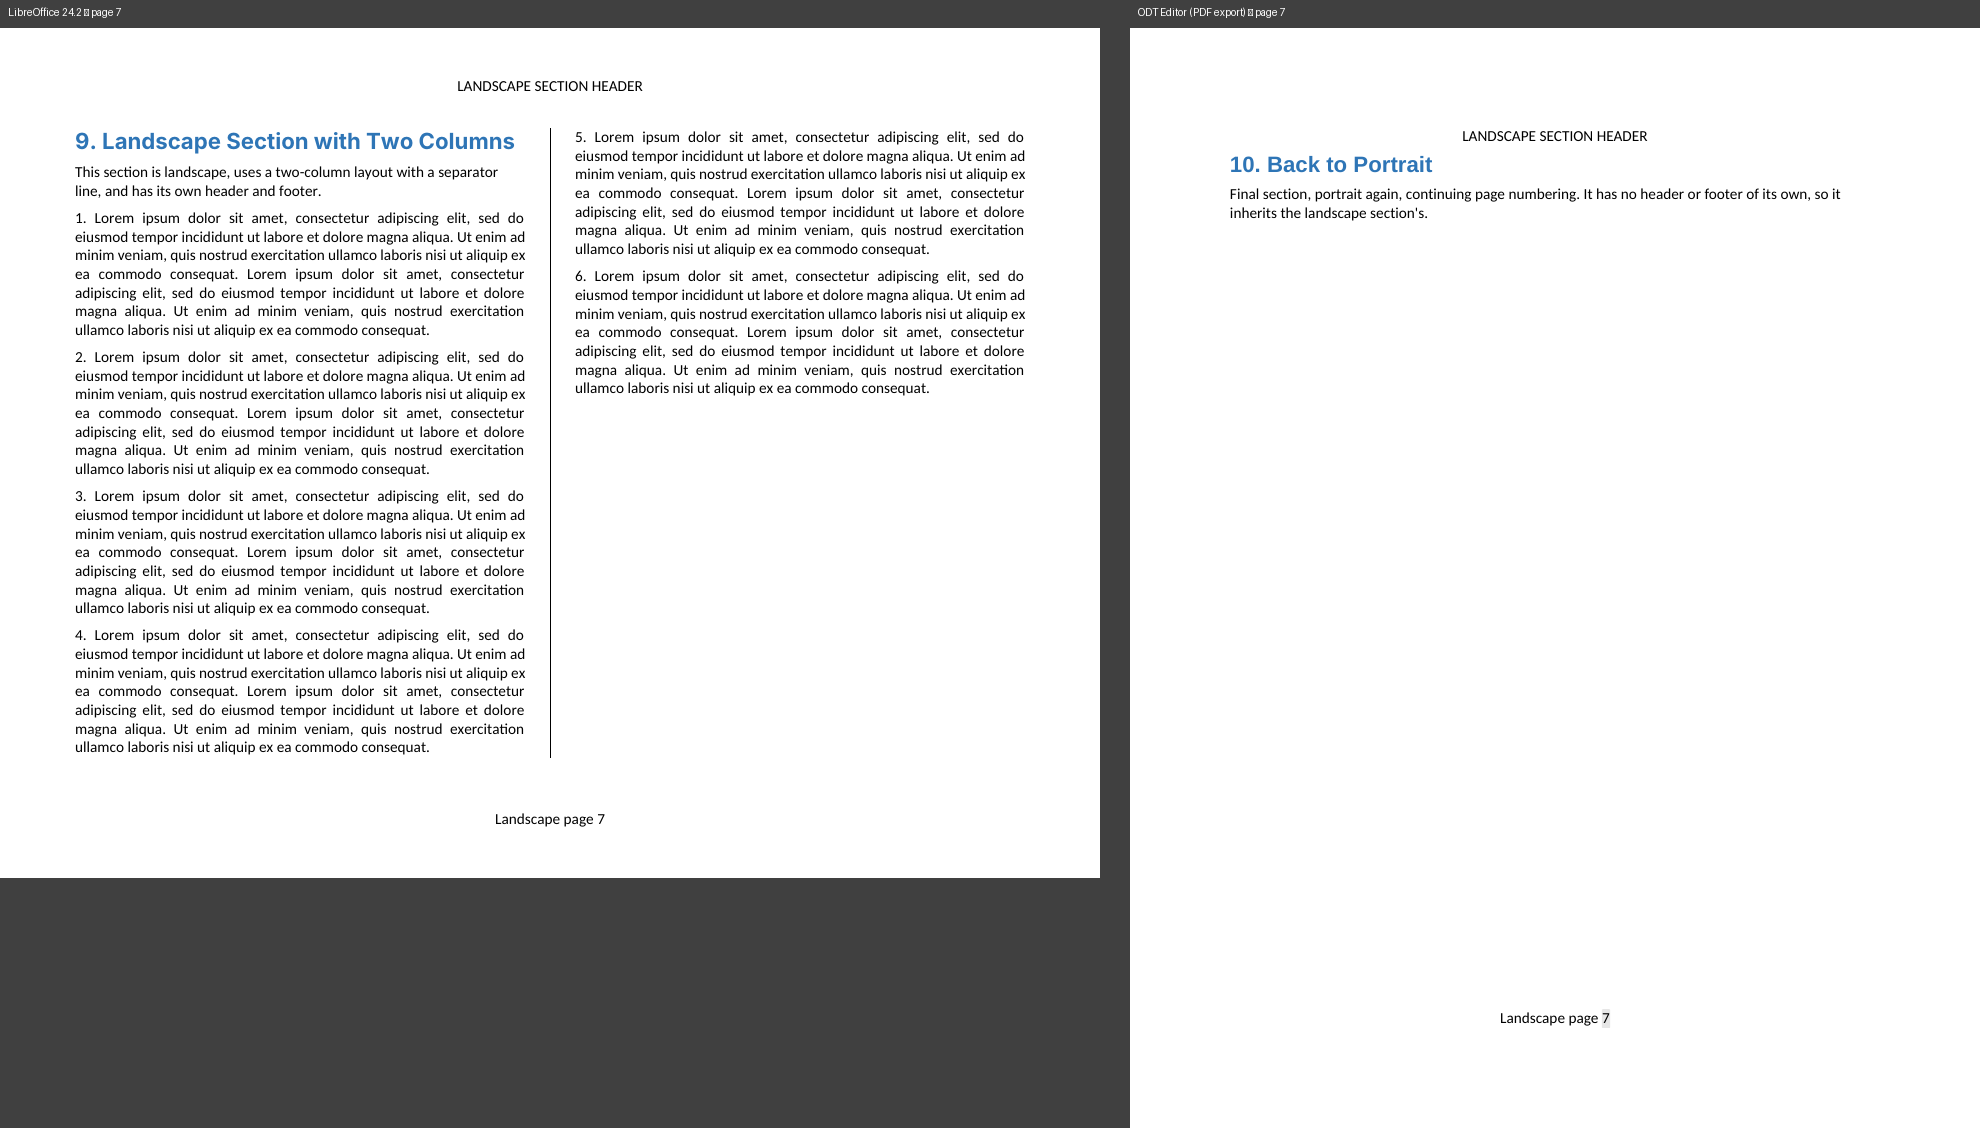 LibreOffice 24.2 page 7
LANDSCAPE SECTION HEADER
9. Landscape Section with Two Columns
This section is landscape, uses a two-column layout with a separator
line, and has its own header and footer.
1. Lorem ipsum dolor sit amet, consectetur adipiscing elit, sed do
eiusmod tempor incididunt ut labore et dolore magna aliqua. Ut enim ad
minim veniam, quis nostrud exercitation ullamco laboris nisi ut aliquip ex
ea commodo consequat. Lorem ipsum dolor sit amet, consectetur
adipiscing elit, sed do eiusmod tempor incididunt ut labore et dolore
magna aliqua. Ut enim ad minim veniam, quis nostrud exercitation
ullamco laboris nisi ut aliquip ex ea commodo consequat.
2. Lorem ipsum dolor sit amet, consectetur adipiscing elit, sed do
eiusmod tempor incididunt ut labore et dolore magna aliqua. Ut enim ad
minim veniam, quis nostrud exercitation ullamco laboris nisi ut aliquip ex
ea commodo consequat. Lorem ipsum dolor sit amet, consectetur
adipiscing elit, sed do eiusmod tempor incididunt ut labore et dolore
magna aliqua. Ut enim ad minim veniam, quis nostrud exercitation
ullamco laboris nisi ut aliquip ex ea commodo consequat.
3. Lorem ipsum dolor sit amet, consectetur adipiscing elit, sed do
eiusmod tempor incididunt ut labore et dolore magna aliqua. Ut enim ad
minim veniam, quis nostrud exercitation ullamco laboris nisi ut aliquip ex
ea commodo consequat. Lorem ipsum dolor sit amet, consectetur
adipiscing elit, sed do eiusmod tempor incididunt ut labore et dolore
magna aliqua. Ut enim ad minim veniam, quis nostrud exercitation
ullamco laboris nisi ut aliquip ex ea commodo consequat.
4. Lorem ipsum dolor sit amet, consectetur adipiscing elit, sed do
eiusmod tempor incididunt ut labore et dolore magna aliqua. Ut enim ad
minim veniam, quis nostrud exercitation ullamco laboris nisi ut aliquip ex
ea commodo consequat. Lorem ipsum dolor sit amet, consectetur
adipiscing elit, sed do eiusmod tempor incididunt ut labore et dolore
magna aliqua. Ut enim ad minim veniam, quis nostrud exercitation
ullamco laboris nisi ut aliquip ex ea commodo consequat.
5. Lorem ipsum dolor sit amet, consectetur adipiscing elit, sed do
eiusmod tempor incididunt ut labore et dolore magna aliqua. Ut enim ad
minim veniam, quis nostrud exercitation ullamco laboris nisi ut aliquip ex
ea commodo consequat. Lorem ipsum dolor sit amet, consectetur
adipiscing elit, sed do eiusmod tempor incididunt ut labore et dolore
magna aliqua. Ut enim ad minim veniam, quis nostrud exercitation
ullamco laboris nisi ut aliquip ex ea commodo consequat.
6. Lorem ipsum dolor sit amet, consectetur adipiscing elit, sed do
eiusmod tempor incididunt ut labore et dolore magna aliqua. Ut enim ad
minim veniam, quis nostrud exercitation ullamco laboris nisi ut aliquip ex
ea commodo consequat. Lorem ipsum dolor sit amet, consectetur
adipiscing elit, sed do eiusmod tempor incididunt ut labore et dolore
magna aliqua. Ut enim ad minim veniam, quis nostrud exercitation
ullamco laboris nisi ut aliquip ex ea commodo consequat.
Landscape page 7
ODT Editor (PDF export) page 7
LANDSCAPE SECTION HEADER
10. Back to Portrait
Final section, portrait again, continuing page numbering. It has no header or footer of its own, so it
inherits the landscape section's.
Landscape page 7